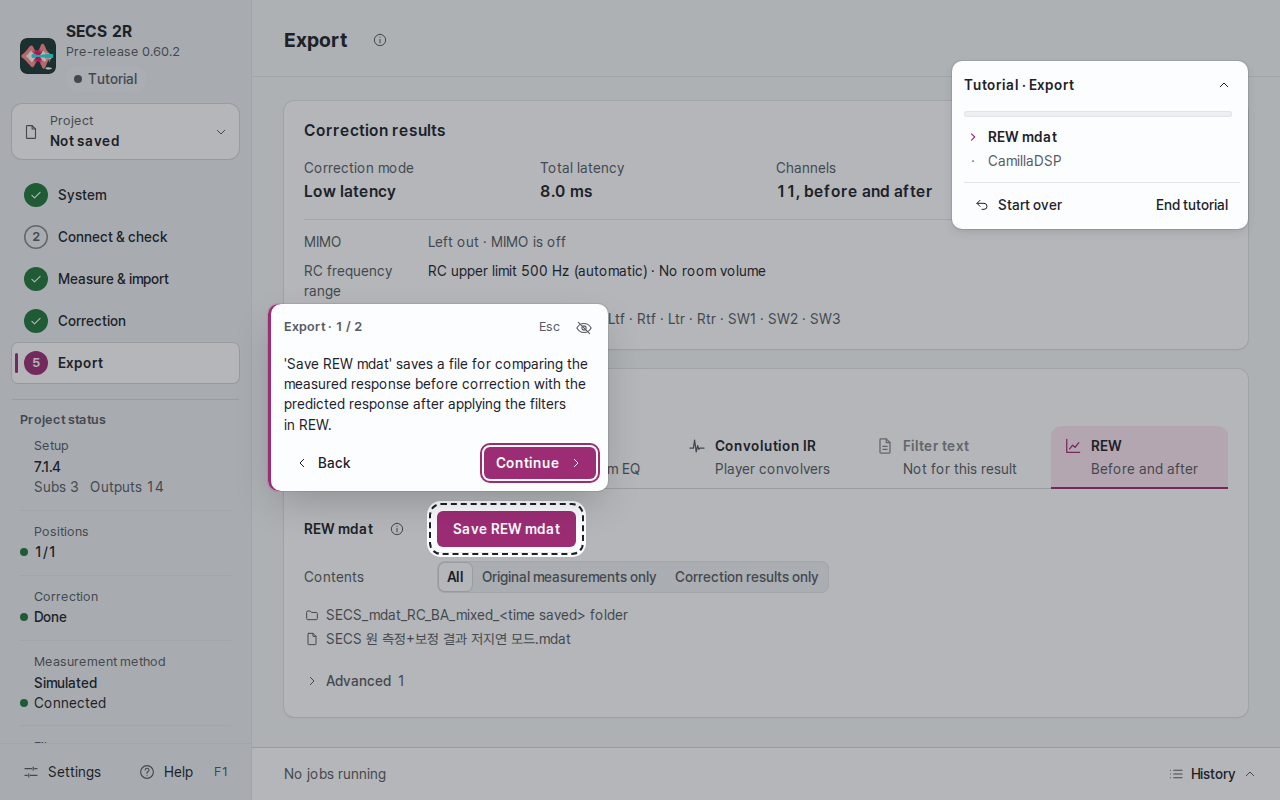 SECS 2R
Pre-release 0.60.2
Tutorial
Project
Not saved
System
2 Connect & check
Measure & import
Correction
5 Export
Project status
Setup
7.1.4
Subs 3 Outputs 14
Positions
1/1
Correction
Done
Measurement method
Simulated
Connected
Settings
Help F1
Export
Correction results
Correction mode
Low latency
Total latency
8.0 ms
Channels
11, before and after
MIMO
Left out · MIMO is off
RC frequency
range
RC upper limit 500 Hz (automatic) · No room volume
Ltf · Rtf · Ltr · Rtr · SW1 · SW2 · SW3
Tutorial · Export
REW mdat
CamillaDSP
Start over
End tutorial
Export · 1 / 2
Esc
'Save REW mdat' saves a file for comparing the
measured response before correction with the
predicted response after applying the filters
in REW.
Back
Continue
m EQ
Convolution IR
Player convolvers
Filter text
Not for this result
REW
Before and after
REW mdat
Save REW mdat
Contents
All
Original measurements only
Correction results only
SECS_mdat_RC_BA_mixed_<time saved> folder
SECS 원 측정+보정 결과 저지연 모드.mdat
Advanced 1
No jobs running
History